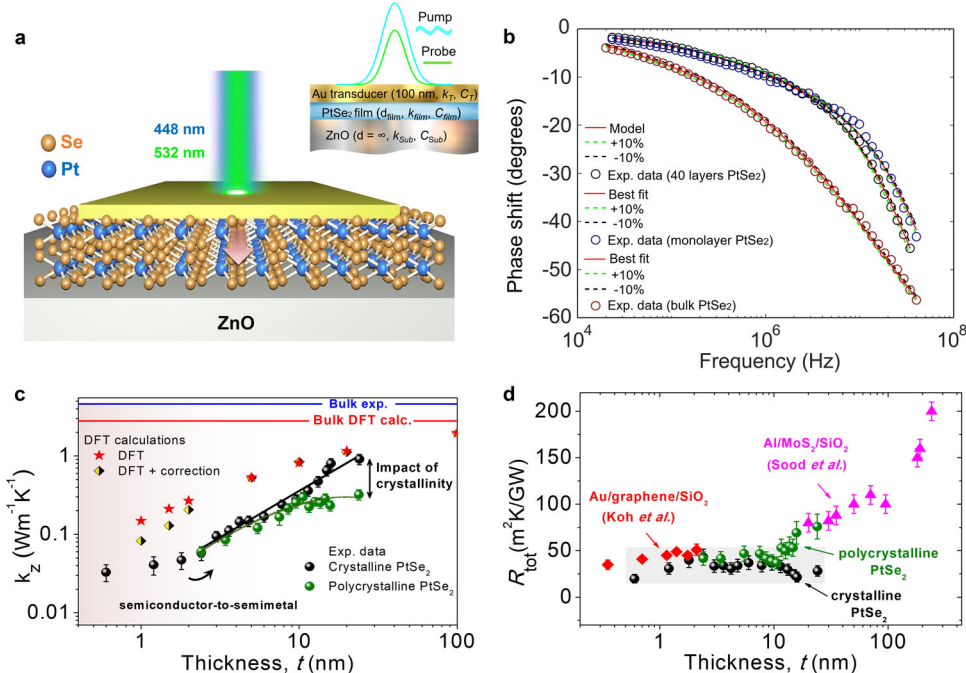 a
Pump
Probe
Au transducer (100 nm, kT, CT)
PtSe2 film (dfilm, kfilm, Cfilm)
ZnO (d = ∞, kSub, CSub)
448 nm
532 nm
Se
Pt
ZnO
b
Phase shift (degrees)
0
-10
-20
-30
-40
-50
-60
Model
+10%
-10%
Exp. data (40 layers PtSe2)
Best fit
+10%
-10%
Exp. data (monolayer PtSe2)
Best fit
+10%
-10%
Exp. data (bulk PtSe2)
10^4
10^6
10^8
Frequency (Hz)
c
kz (Wm-1K-1)
1
0.1
0.01
Bulk exp.
Bulk DFT calc.
DFT calculations
DFT
DFT + correction
Impact of
crystallinity
Exp. data
Crystalline PtSe2
Polycrystalline PtSe2
semiconductor-to-semimetal
1
10
100
Thickness, t (nm)
d
Rtot(m2K/GW)
200
150
100
50
0
Al/MoS2/SiO2
(Sood et al.)
Au/graphene/SiO2
(Koh et al.)
polycrystalline
PtSe2
crystalline
PtSe2
1
10
100
Thickness, t (nm)